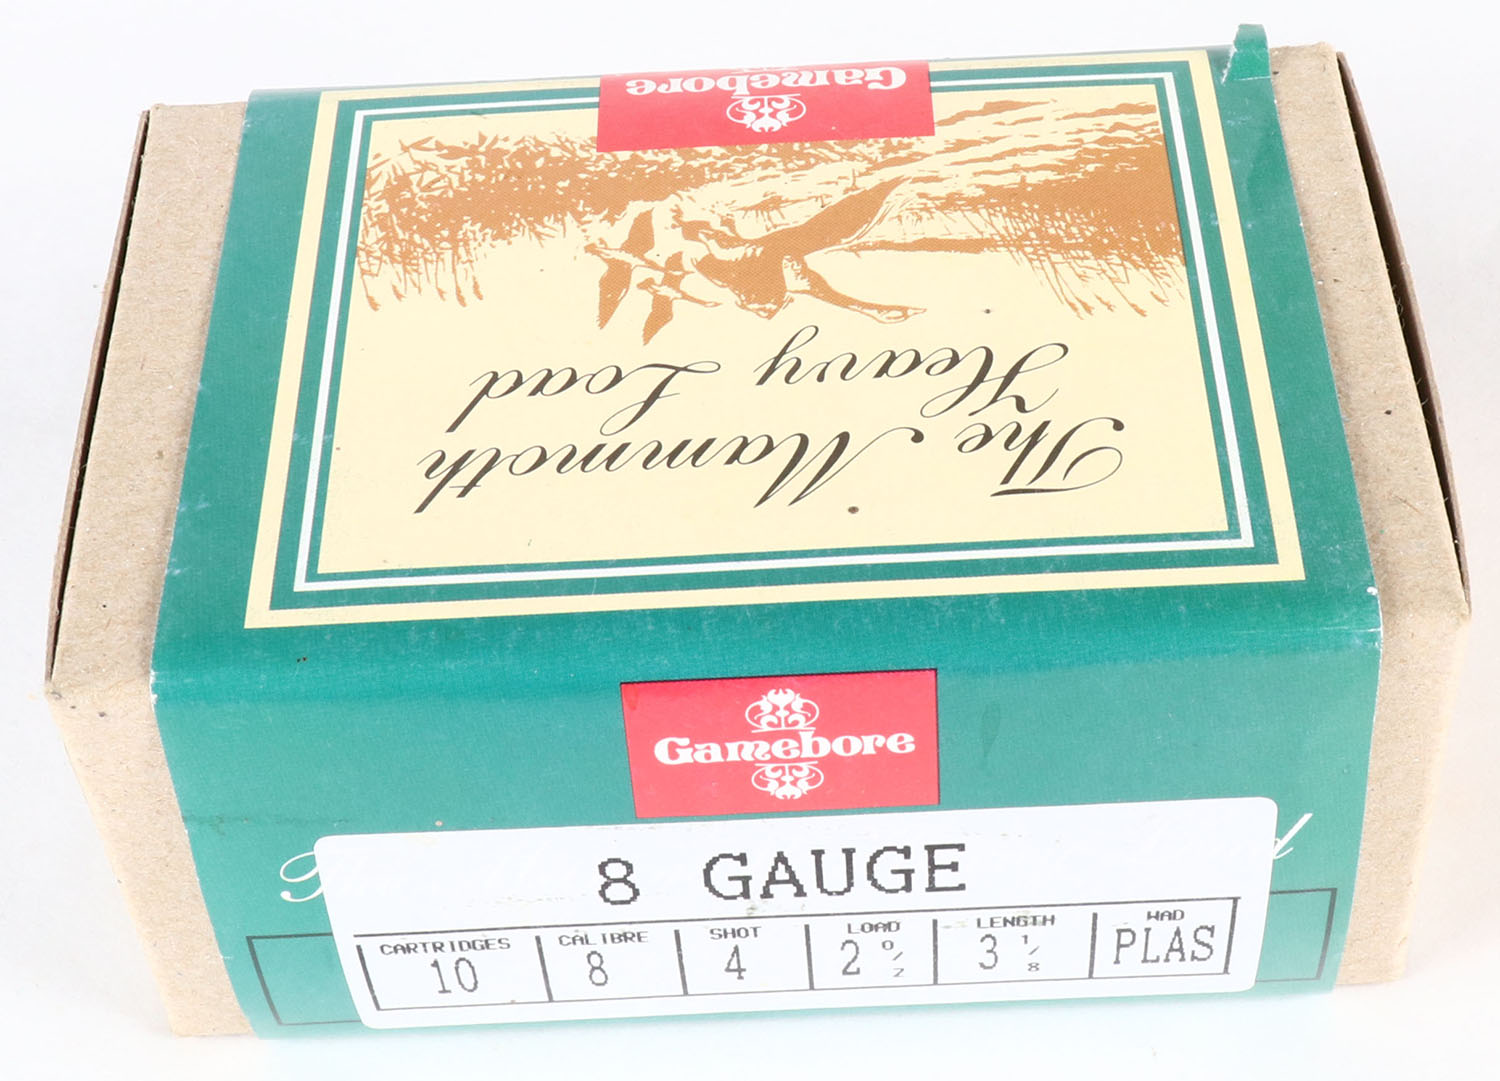 Gamebore
The Mammoth
Heavy Load
Gamebore
8 GAUGE
CARTRIDGES CALIBRE SHOT LOAD LENGTH WAD
10 8 4 2 0/2 3 1/8 PLAS